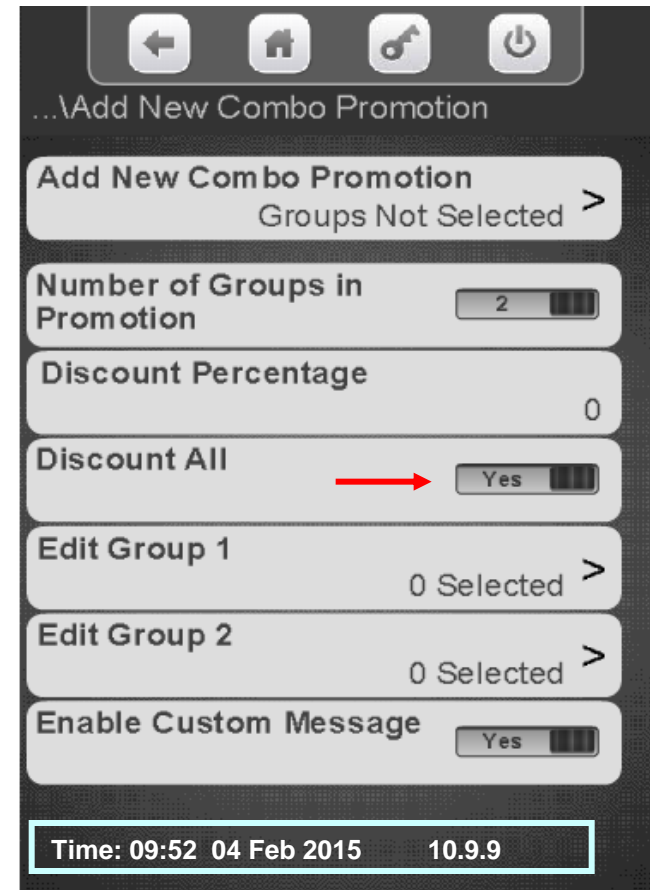 ...\Add New Combo Promotion
Add New Combo Promotion
Groups Not Selected >
Number of Groups in
Promotion
2
Discount Percentage
0
Discount All
Yes
Edit Group 1
0 Selected >
Edit Group 2
0 Selected >
Enable Custom Message
Yes
Time: 09:52 04 Feb 2015 10.9.9